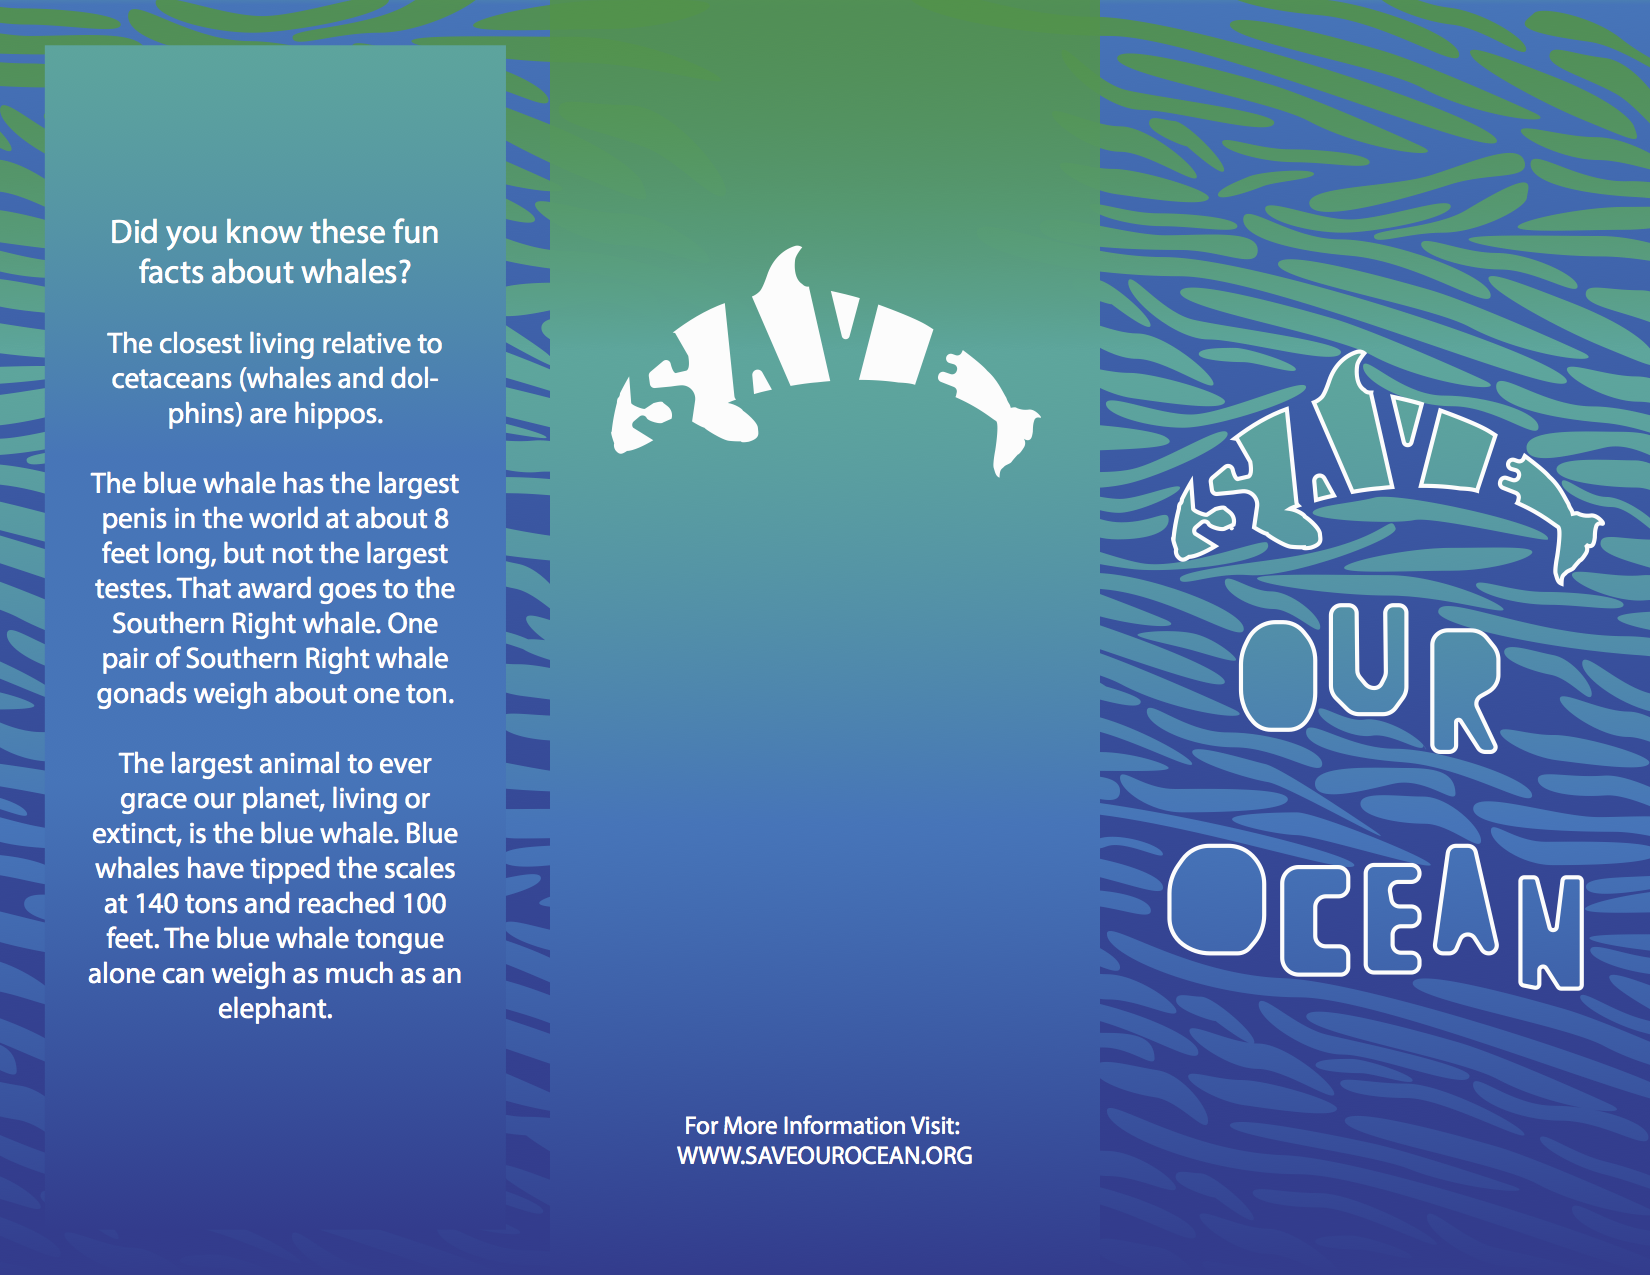 Did you know these fun
facts about whales?
The closest living relative to
cetaceans (whales and dol-
phins) are hippos.
The blue whale has the largest
penis in the world at about 8
feet long, but not the largest
testes. That award goes to the
Southern Right whale. One
pair of Southern Right whale
gonads weigh about one ton.
The largest animal to ever
grace our planet, living or
extinct, is the blue whale. Blue
whales have tipped the scales
at 140 tons and reached 100
feet. The blue whale tongue
alone can weigh as much as an
elephant.
SAVE
For More Information Visit:
WWW.SAVEOUROCEAN.ORG
SAVE
OUR
OCEAN